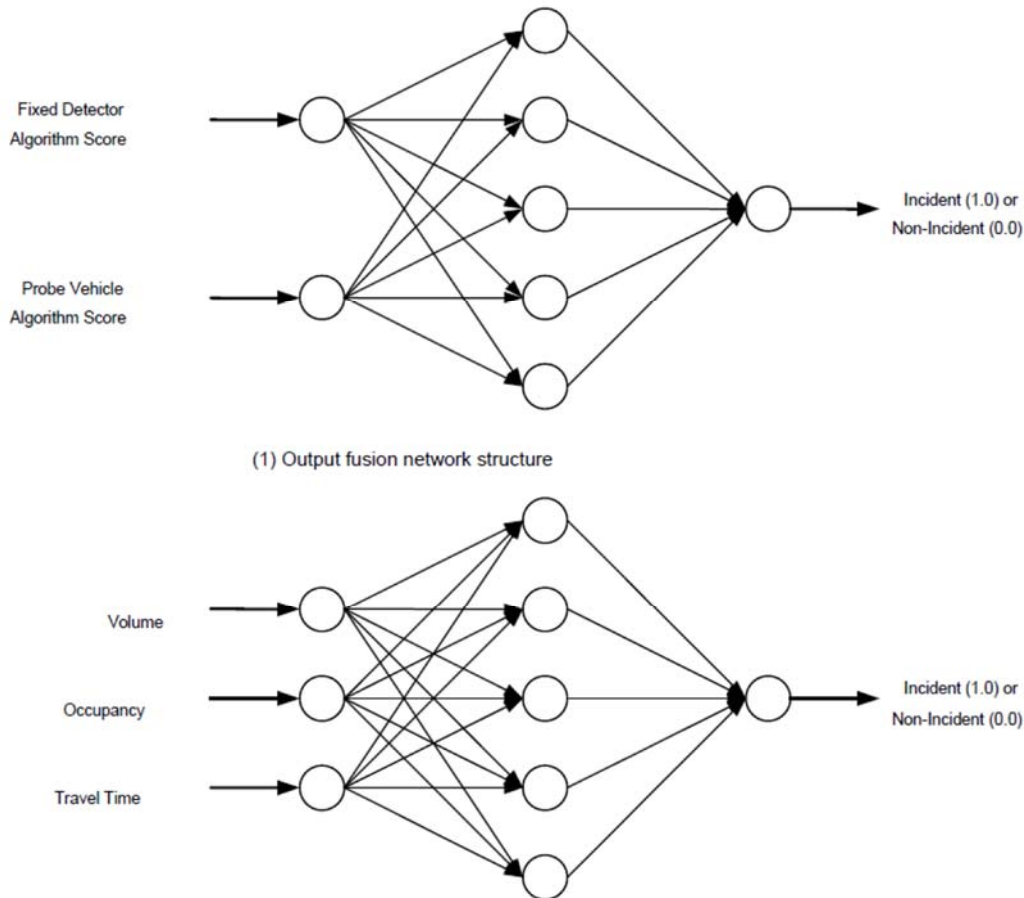 Fixed Detector
Algorithm Score
Incident (1.0) or
Non-Incident (0.0)
Probe Vehicle
Algorithm Score
(1) Output fusion network structure
Volume
Occupancy
Incident (1.0) or
Non-Incident (0.0)
Travel Time